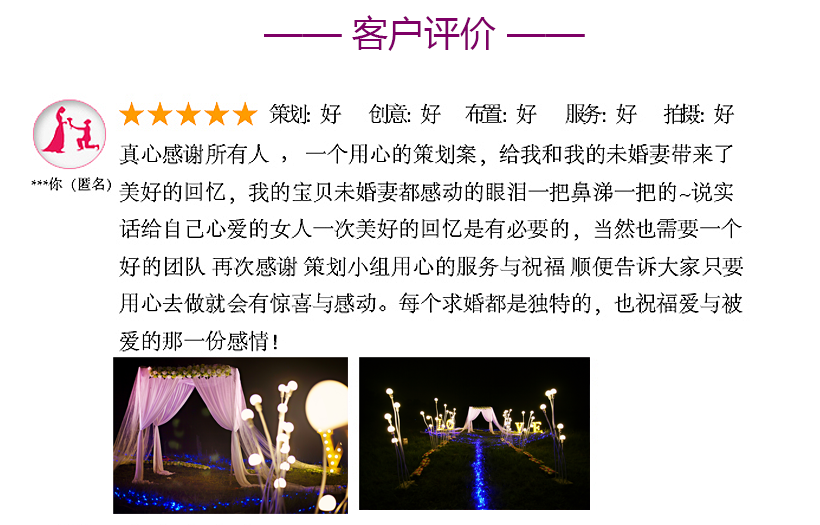 客户评价
策划: 好 创意: 好 布置: 好 服务: 好 拍摄: 好
真心感谢所有人 ，一个用心的策划案，给我和我的未婚妻带来了
***你（匿名）
美好的回忆，我的宝贝未婚妻都感动的眼泪一把鼻涕一把的~说实
话给自己心爱的女人一次美好的回忆是有必要的，当然也需要一个
好的团队 再次感谢 策划小组用心的服务与祝福 顺便告诉大家只要
用心去做就会有惊喜与感动。每个求婚都是独特的，也祝福爱与被
爱的那一份感情!
LOVE